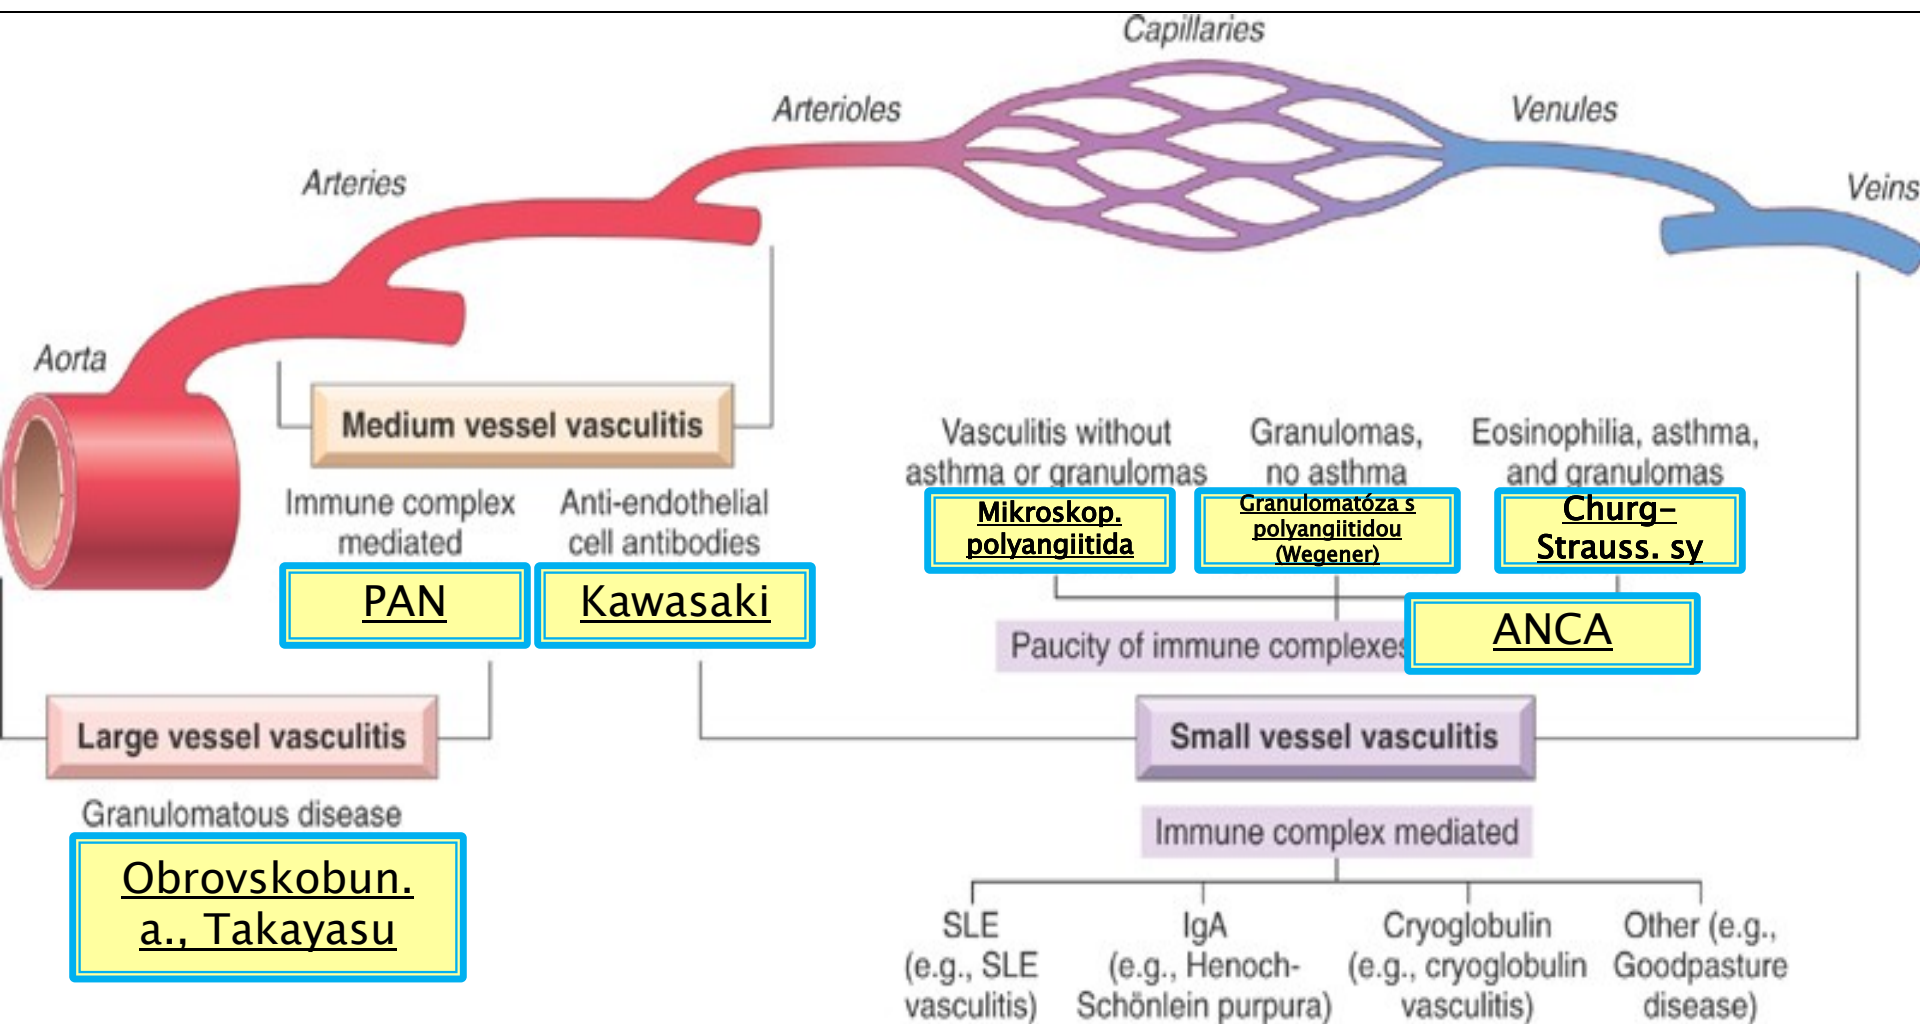 Capillaries
Arterioles
Venules
Arteries
Veins
Aorta
Medium vessel vasculitis
Immune complex
mediated
Anti-endothelial
cell antibodies
PAN
Kawasaki
Vasculitis without
asthma or granulomas
Granulomas,
no asthma
Eosinophilia, asthma,
and granulomas
Mikroskop.
polyangiitida
Granulomatóza s
polyangiitidou
(Wegener)
Churg-
Strauss. sy
Paucity of immune complexes
ANCA
Large vessel vasculitis
Small vessel vasculitis
Granulomatous disease
Obrovskobun.
a., Takayasu
Immune complex mediated
SLE
(e.g., SLE
vasculitis)
IgA
(e.g., Henoch-
Schönlein purpura)
Cryoglobulin
(e.g., cryoglobulin
vasculitis)
Other (e.g.,
Goodpasture
disease)